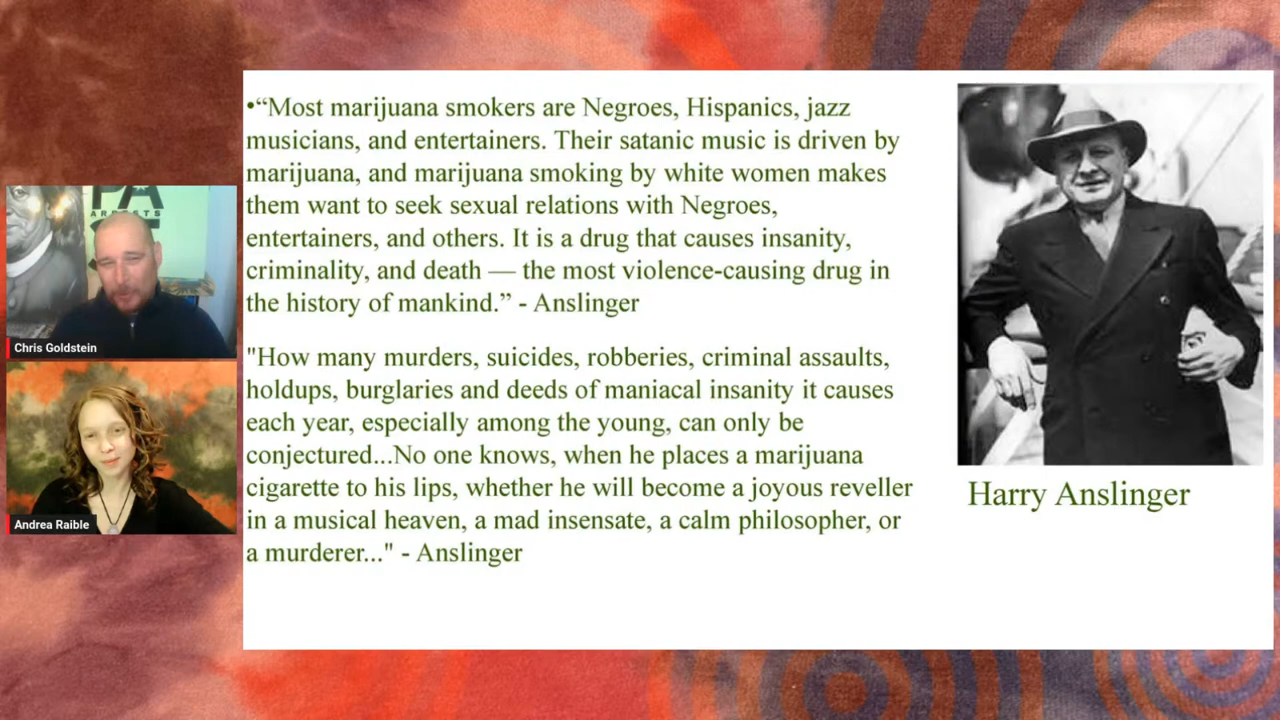 •“Most marijuana smokers are Negroes, Hispanics, jazz
musicians, and entertainers. Their satanic music is driven by
marijuana, and marijuana smoking by white women makes
them want to seek sexual relations with Negroes,
entertainers, and others. It is a drug that causes insanity,
criminality, and death — the most violence-causing drug in
the history of mankind.” - Anslinger
"How many murders, suicides, robberies, criminal assaults,
holdups, burglaries and deeds of maniacal insanity it causes
each year, especially among the young, can only be
conjectured...No one knows, when he places a marijuana
cigarette to his lips, whether he will become a joyous reveller
in a musical heaven, a mad insensate, a calm philosopher, or
a murderer..." - Anslinger
Harry Anslinger
PA
ARRESTS
Chris Goldstein
Andrea Raible